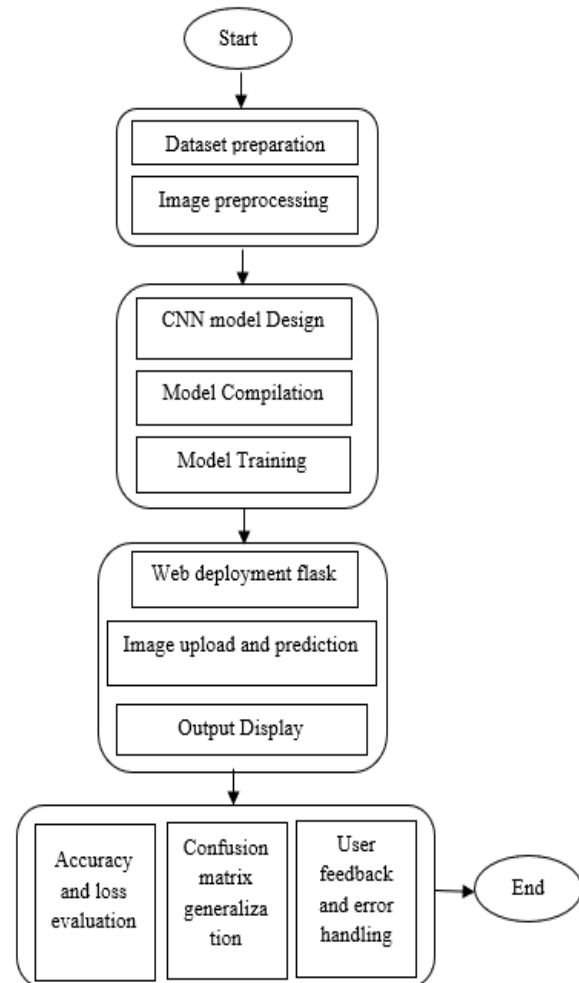 Start
Dataset preparation
Image preprocessing
CNN model Design
Model Compilation
Model Training
Web deployment flask
Image upload and prediction
Output Display
Accuracy
and loss
evaluation
Confusion
matrix
generaliza
tion
User
feedback
and error
handling
End